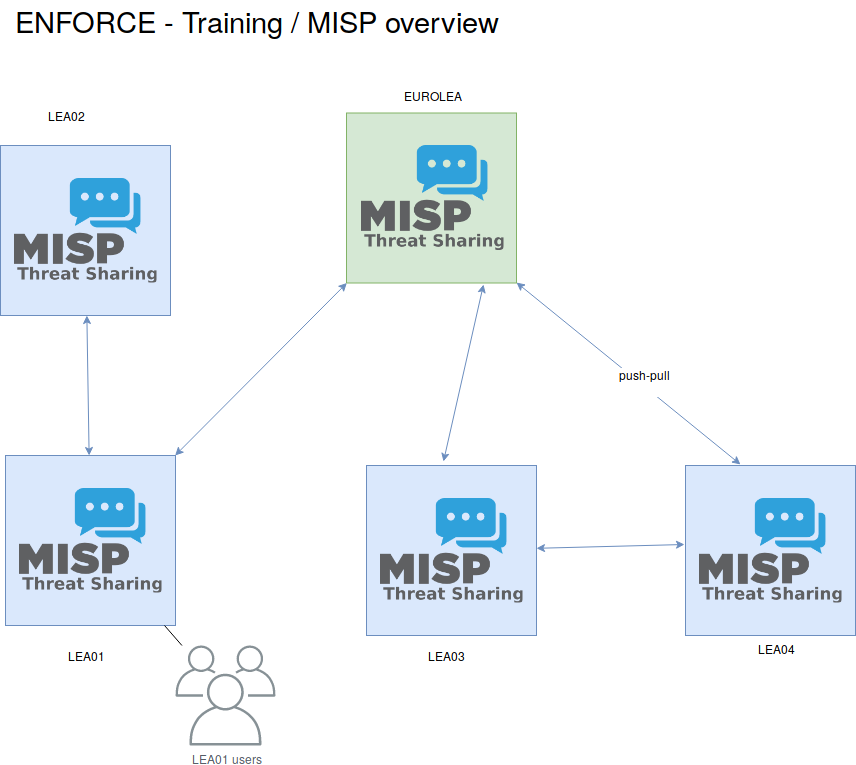 ENFORCE - Training / MISP overview
EUROLEA
LEA02
MISP
Threat Sharing
MISP
Threat Sharing
push-pull
MISP
Threat Sharing
MISP
Threat Sharing
MISP
Threat Sharing
LEA01
LEA03
LEA04
LEA01 users